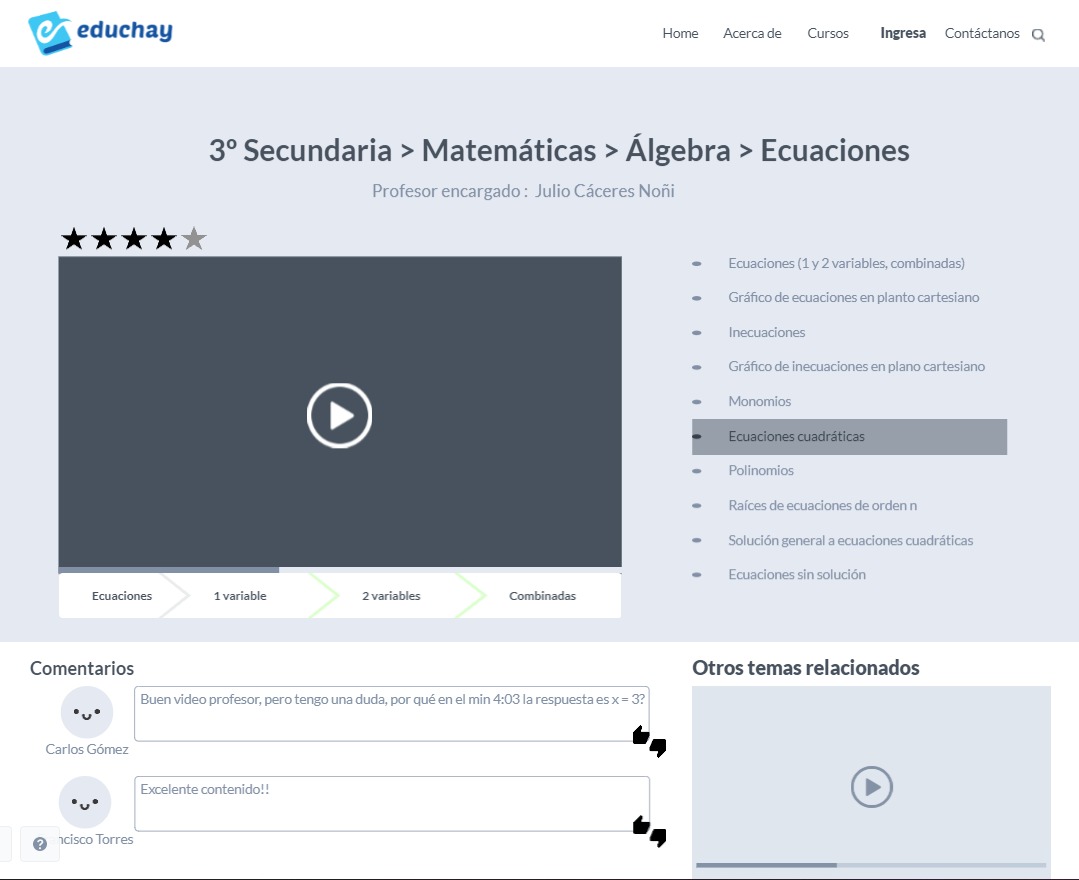 educhay
Home Acerca de Cursos Ingresa Contáctanos
3º Secundaria > Matemáticas > Álgebra > Ecuaciones
Profesor encargado : Julio Cáceres Noñi
Ecuaciones (1 y 2 variables, combinadas)
Gráfico de ecuaciones en planto cartesiano
Inecuaciones
Gráfico de inecuaciones en plano cartesiano
Monomios
Ecuaciones cuadráticas
Polinomios
Raíces de ecuaciones de orden n
Solución general a ecuaciones cuadráticas
Ecuaciones sin solución
Ecuaciones 1 variable 2 variables Combinadas
Comentarios
Buen video profesor, pero tengo una duda, por qué en el min 4:03 la respuesta es x = 3?
Carlos Gómez
Excelente contenido!!
ncisco Torres
Otros temas relacionados